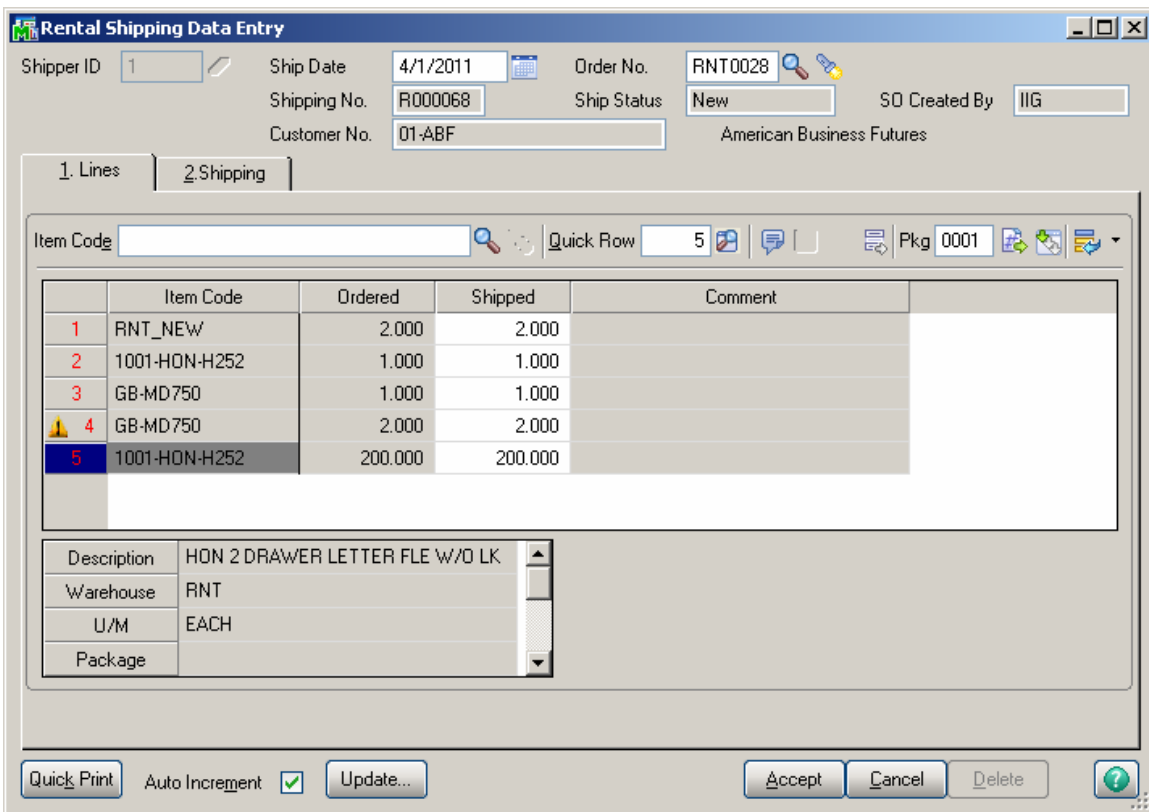 Rental Shipping Data Entry
Shipper ID 1 Ship Date 4/1/2011 Order No. RNT0028
Shipping No. R000068 Ship Status New SO Created By IIG
Customer No. 01-ABF American Business Futures
1. Lines 2.Shipping
Item Code Quick Row 5 Pkg 0001
Item Code Ordered Shipped Comment
1 RNT_NEW 2.000 2.000
2 1001-HON-H252 1.000 1.000
3 GB-MD750 1.000 1.000
4 GB-MD750 2.000 2.000
5 1001-HON-H252 200.000 200.000
Description HON 2 DRAWER LETTER FLE W/O LK
Warehouse RNT
U/M EACH
Package
Quick Print Auto Increment Update... Accept Cancel Delete